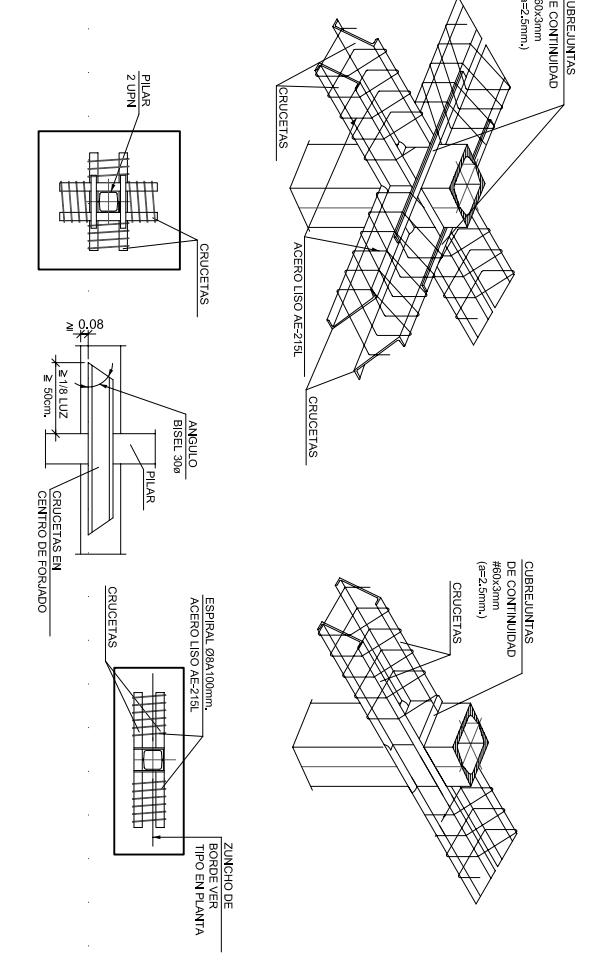 CUBREJUNTAS
DE CONTINUIDAD
#60x3mm
(a=2.5mm.)
CRUCETAS
ACERO LISO AE-215L
CRUCETAS
CUBREJUNTAS
DE CONTINUIDAD
#60x3mm
(a=2.5mm.)
CRUCETAS
PILAR
2 UPN
CRUCETAS
≥ 0.08
≥ 1/8 LUZ
≥ 50cm.
ANGULO
BISEL 30º
PILAR
CRUCETAS EN
CENTRO DE FORJADO
ESPIRAL Ø8A100mm.
ACERO LISO AE-215L
CRUCETAS
ZUNCHO DE
BORDE VER
TIPO EN PLANTA